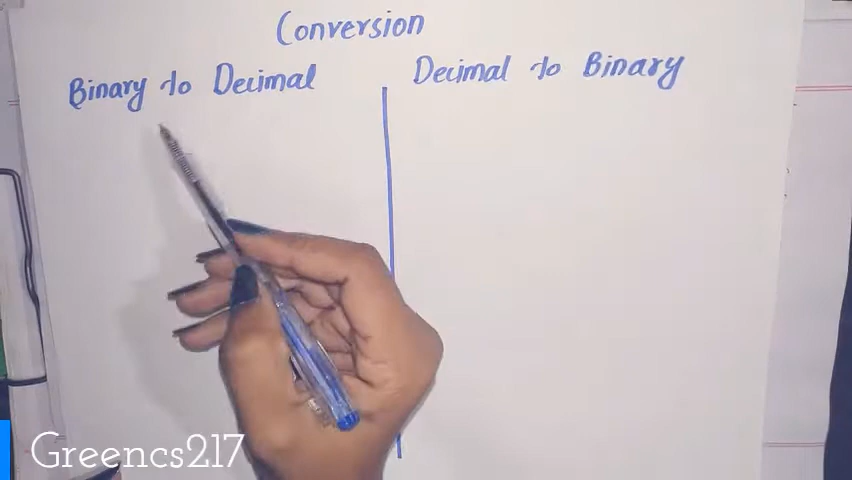 Conversion
Binary to Decimal
Decimal to Binary
Greencs217